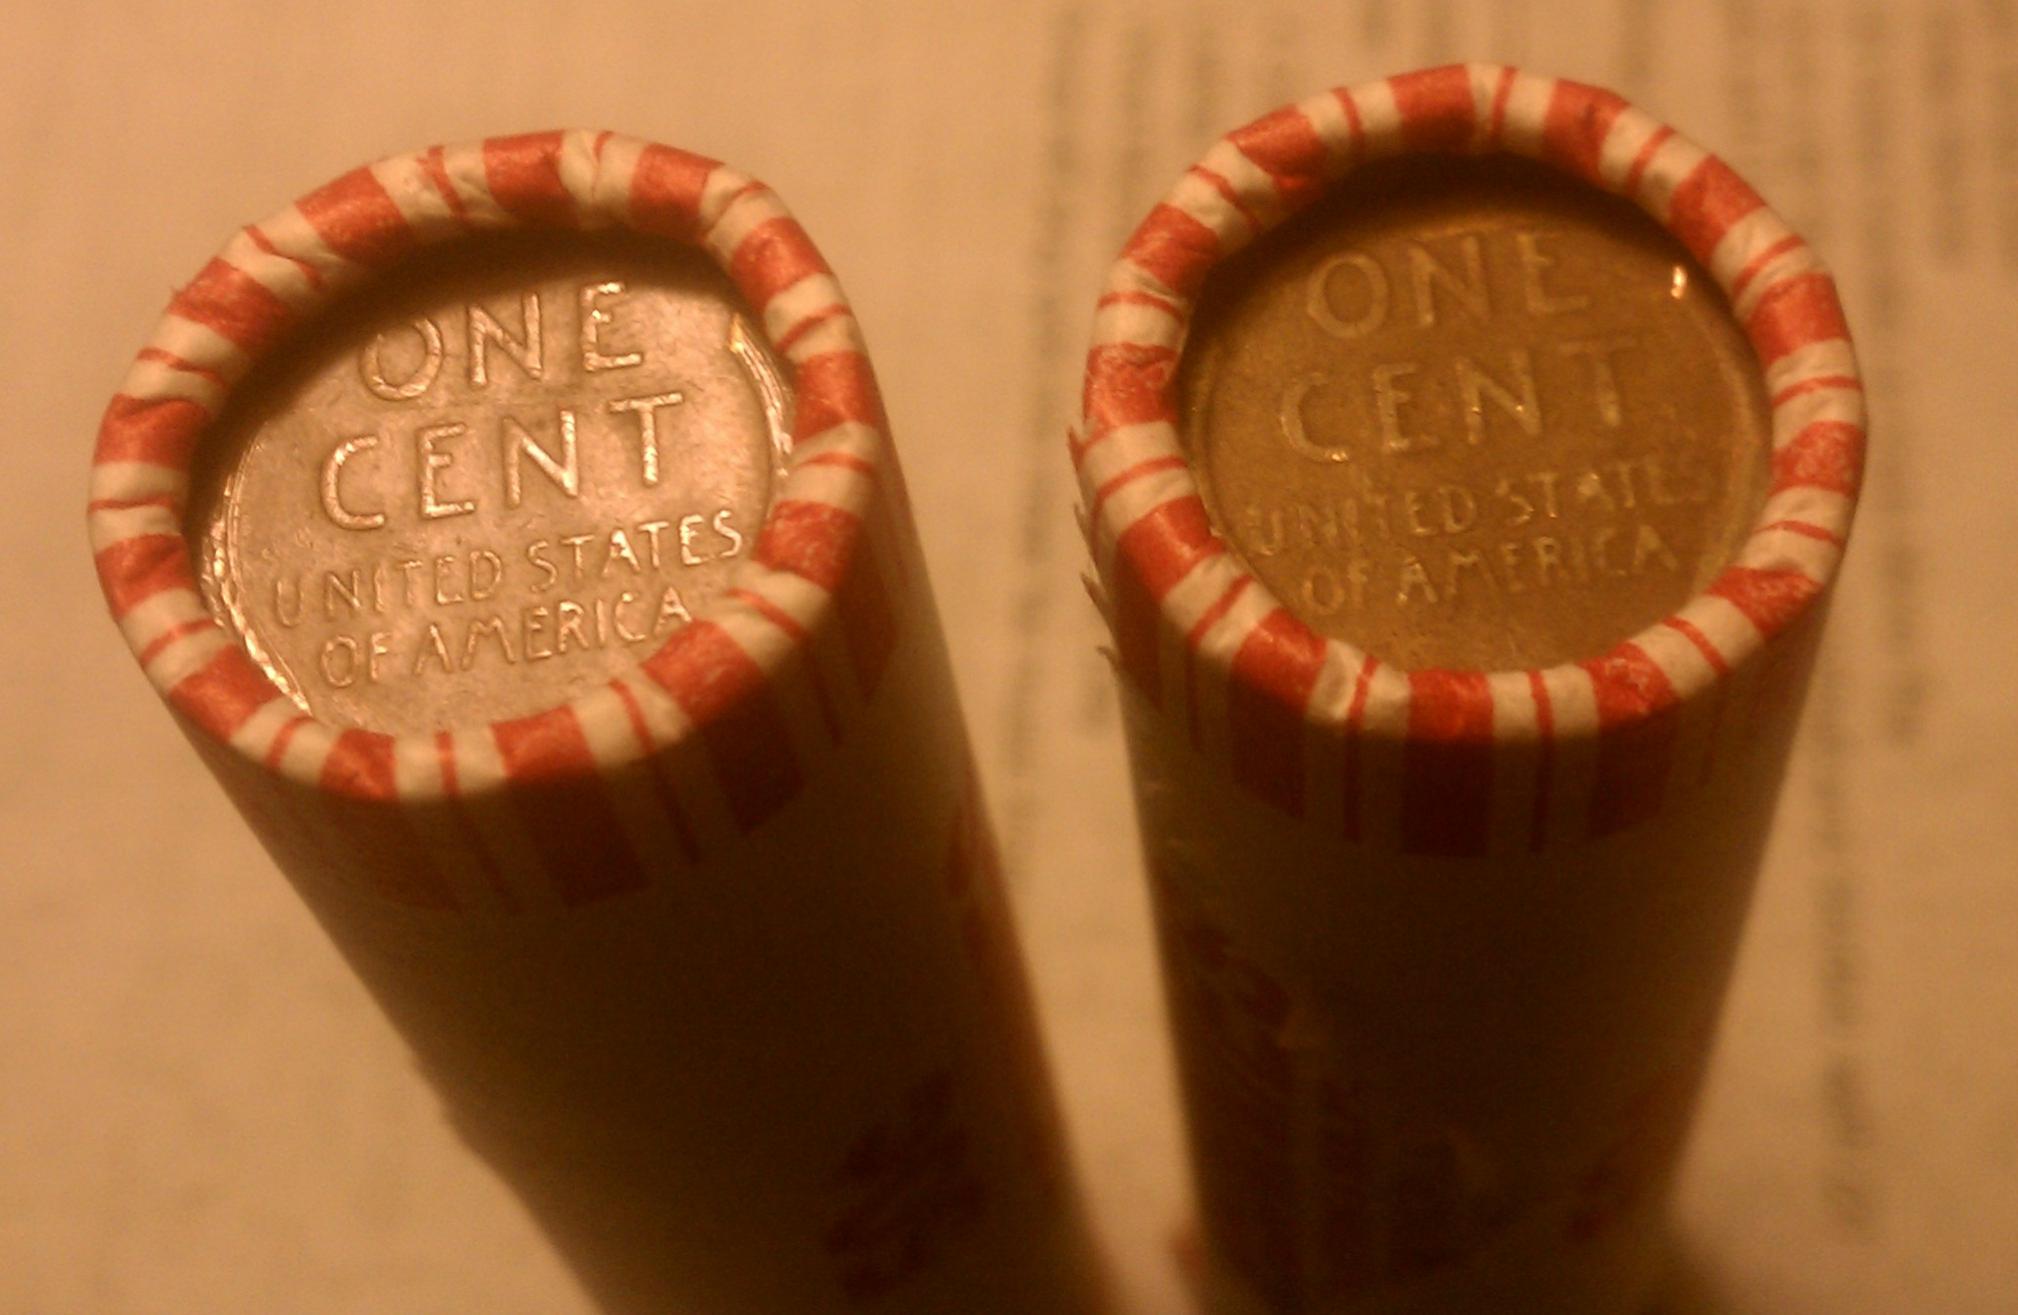 ONE
CENT
UNITED STATES
OF AMERICA
ONE
CENT
UNITED STATES
OF AMERICA